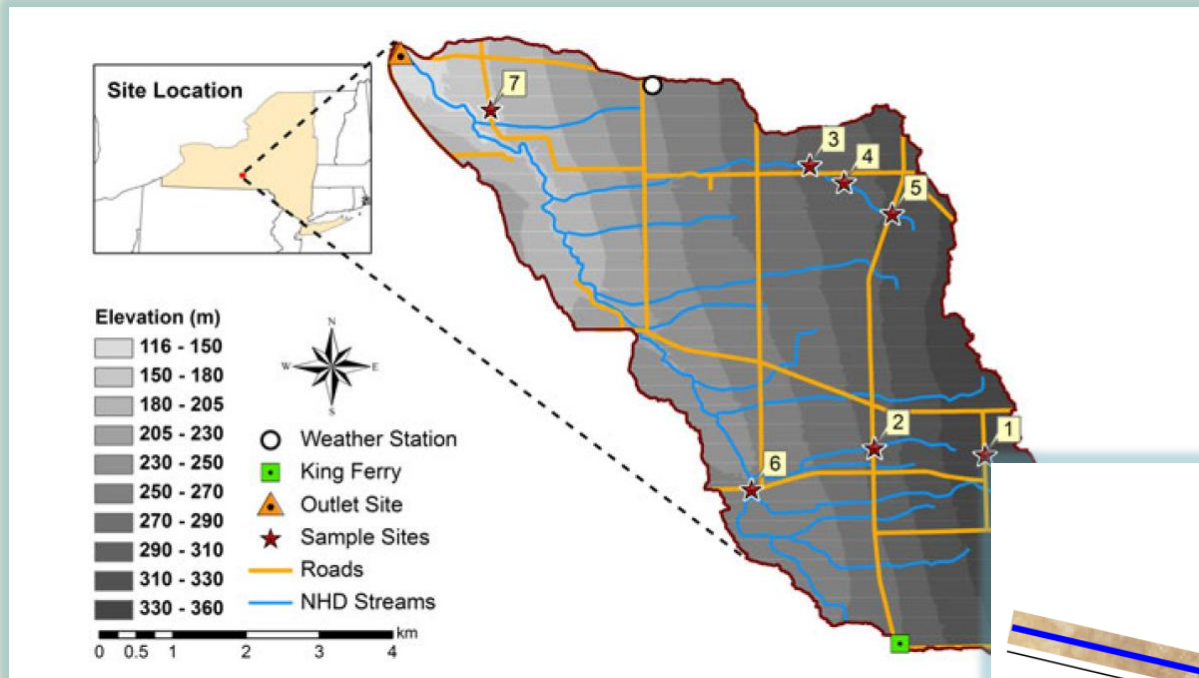 Site Location
7
3
4
5
Elevation (m)
116 - 150
150 - 180
180 - 205
205 - 230
230 - 250
250 - 270
270 - 290
290 - 310
310 - 330
330 - 360
N
W E
S
Weather Station
King Ferry
Outlet Site
Sample Sites
Roads
NHD Streams
2
1
6
km
0 0.5 1 2 3 4